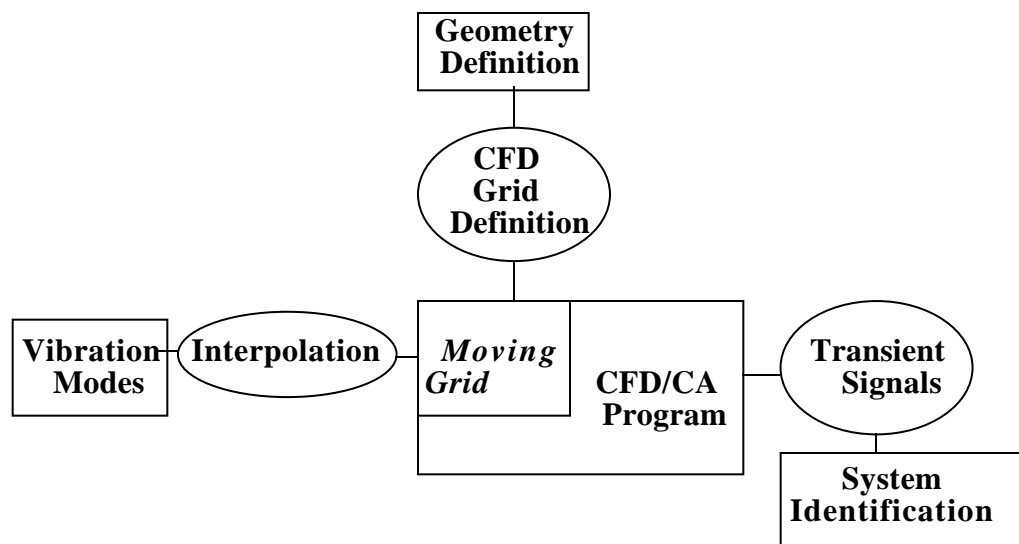 Geometry
Definition
CFD
Grid
Definition
Vibration
Modes
Interpolation
Moving
Grid
CFD/CA
Program
Transient
Signals
System
Identification